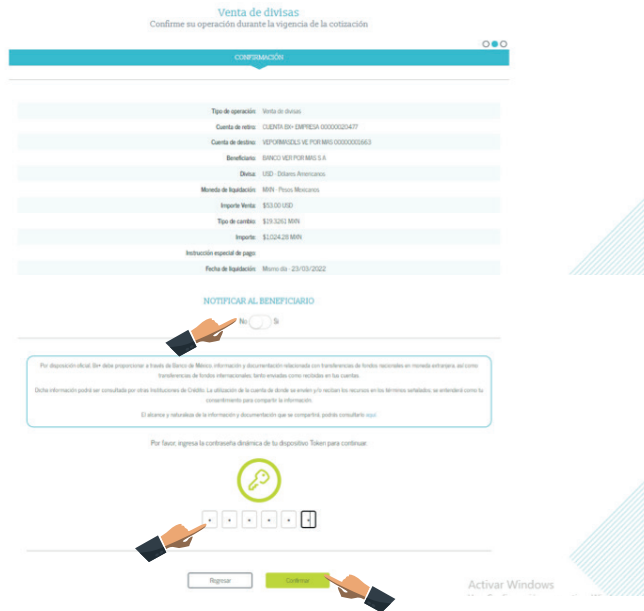 Venta de divisas
Confirme su operación durante la vigencia de la cotización
CONFIRMACIÓN
Tipo de operación: Venta de divisas
Cuenta de retiro: CUENTA BX+ EMPRESA 00000020477
Cuenta de destino: VEPORMASDLS VE POR MAS 00000001663
Beneficiario: BANCO VER POR MAS S A
Divisa: USD - Dólares Americanos
Moneda de liquidación: MXN - Pesos Mexicanos
Importe Venta: $53.00 USD
Tipo de cambio: $19.3261 MXN
Importe: $1,024.28 MXN
Instrucción especial de pago:
Fecha de liquidación: Mismo día - 23/03/2022
NOTIFICAR AL BENEFICIARIO
No Si
Por disposición oficial, Bx+ debe proporcionar a través de Banco de México, información y documentación relacionada con transferencias de fondos nacionales en moneda extranjera, así como
transferencias de fondos internacionales; tanto enviadas como recibidas en tus cuentas.
Dicha información podrá ser consultada por otras Instituciones de Crédito. La utilización de la cuenta de donde se envíen y/o reciban los recursos en los términos señalados, se entenderá como tu
consentimiento para compartir la información.
El alcance y naturaleza de la información y documentación que se compartirá, podrás consultarlo aquí
Por favor, ingresa la contraseña dinámica de tu dispositivo Token para continuar.
Regresar Confirmar
Activar Windows